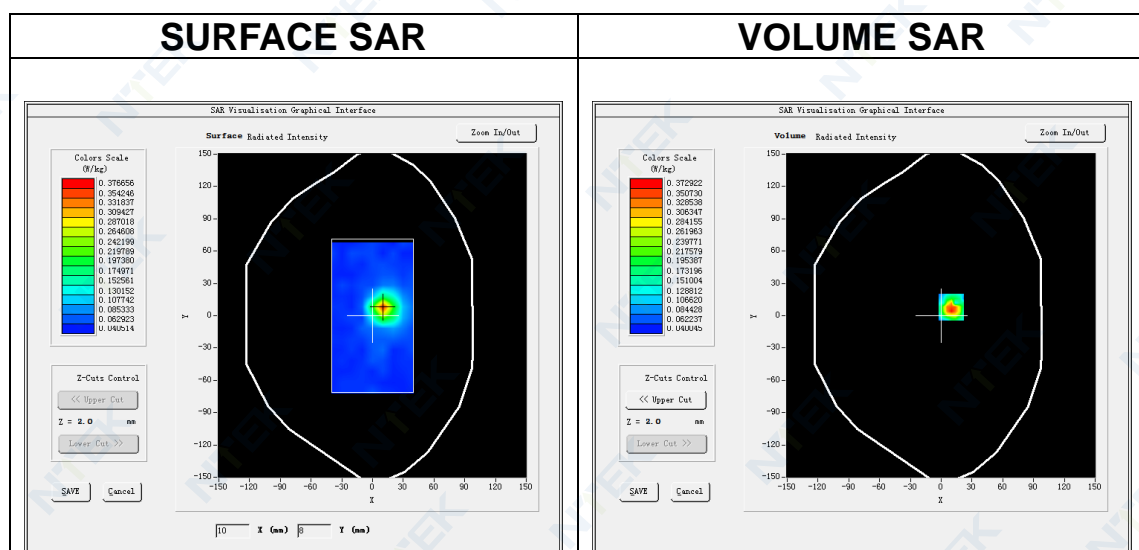 SURFACE SAR
SAR Visualisation Graphical Interface
Surface Radiated Intensity
Zoom In/Out
Colors Scale
(W/kg)
0.376656
0.354246
0.331837
0.309427
0.287018
0.264608
0.242199
0.219789
0.197380
0.174971
0.152561
0.130152
0.107742
0.085333
0.062923
0.040514
Z-Cuts Control
<< Upper Cut
Z = 2.0 mm
Lower Cut >>
SAVE Cancel
150
120
90
60
30
0
-30
-60
-90
-120
-150
Y
-150 -120 -90 -60 -30 0 30 60 90 120 150
X
10 X (mm) 8 Y (mm)
VOLUME SAR
SAR Visualisation Graphical Interface
Volume Radiated Intensity
Zoom In/Out
Colors Scale
(W/kg)
0.372922
0.350730
0.328538
0.306347
0.284155
0.261963
0.239771
0.217579
0.195387
0.173196
0.151004
0.128812
0.106620
0.084428
0.062237
0.040045
Z-Cuts Control
<< Upper Cut
Z = 2.0 mm
Lower Cut >>
SAVE Cancel
150
120
90
60
30
0
-30
-60
-90
-120
-150
Y
-150 -120 -90 -60 -30 0 30 60 90 120 150
X
NTEK